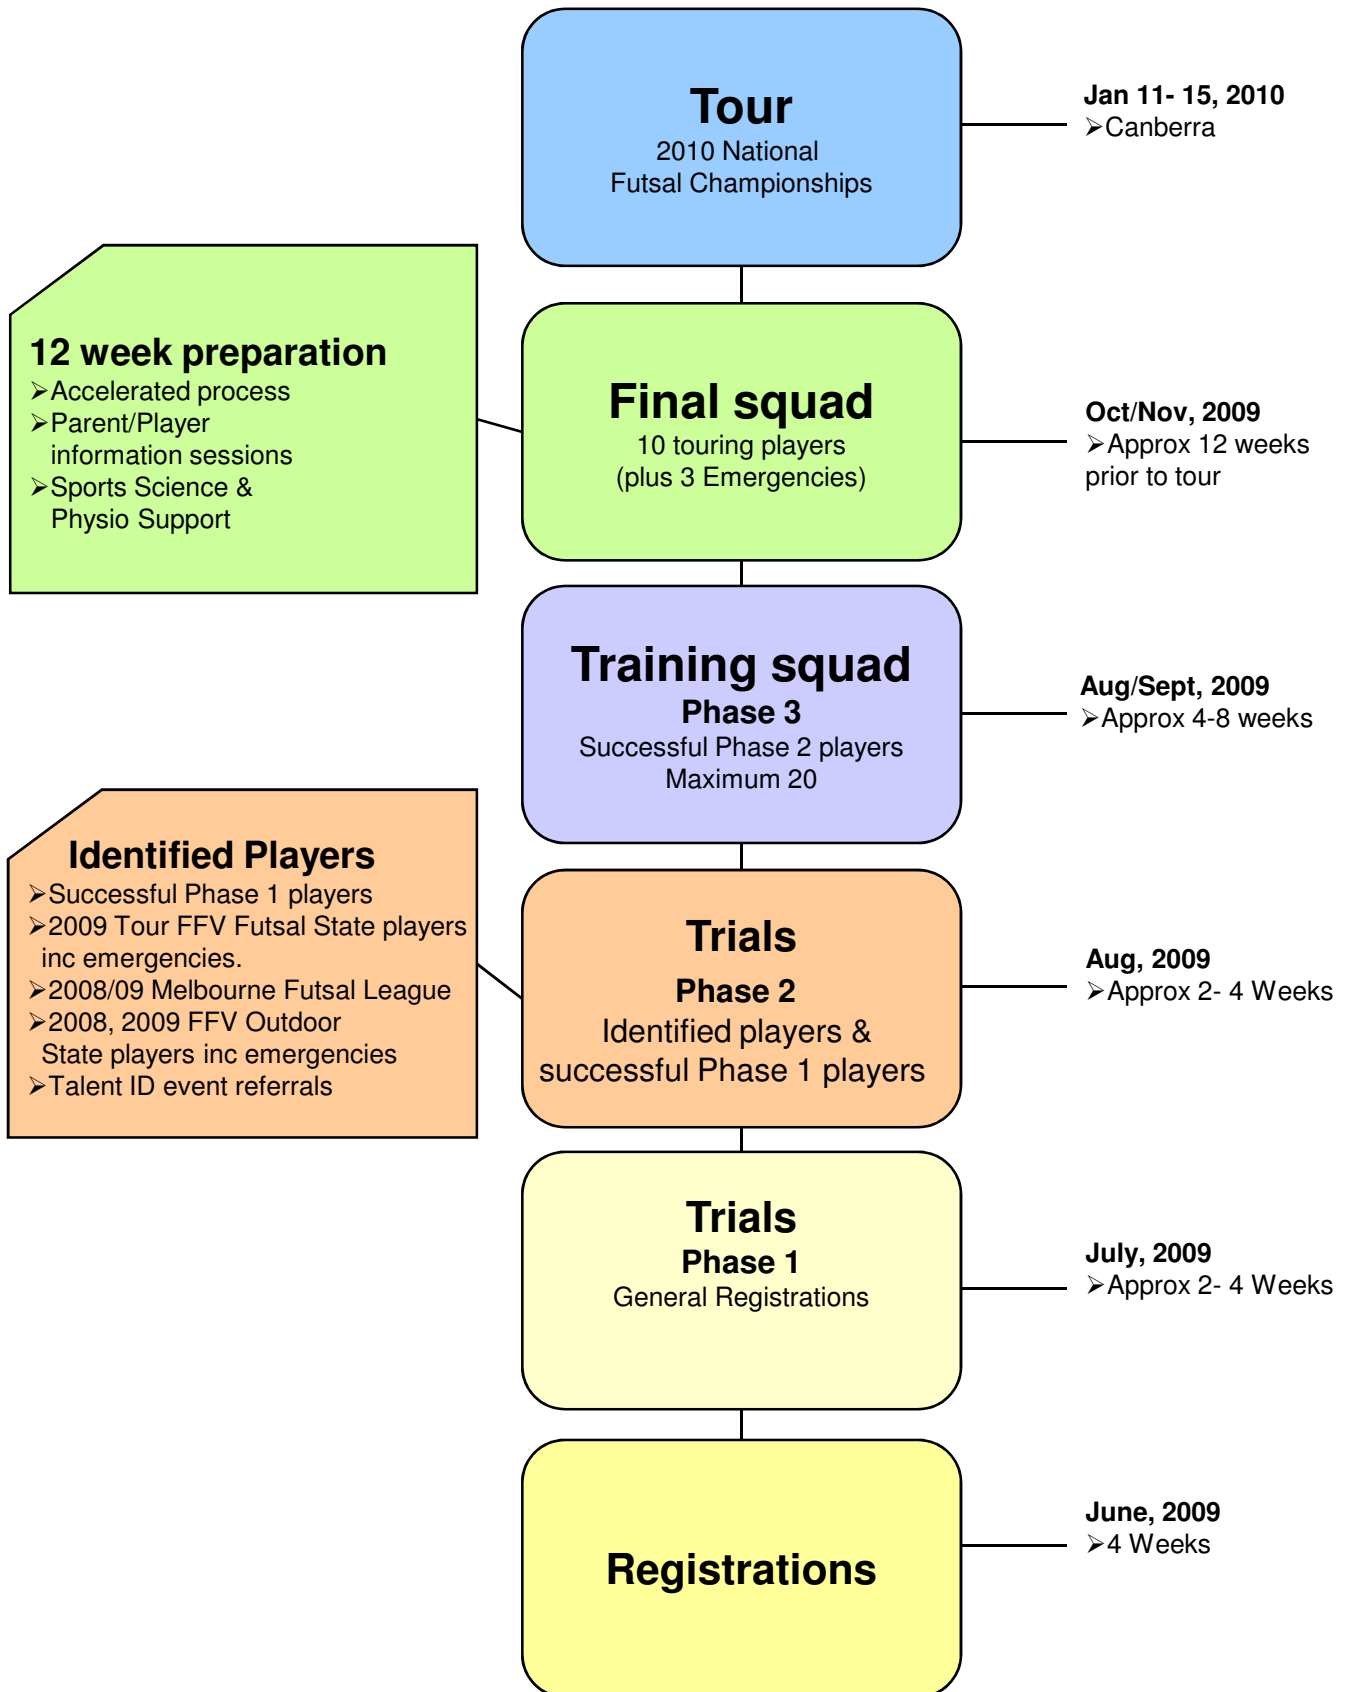 Tour
2010 National
Futsal Championships
Jan 11- 15, 2010
➢Canberra
12 week preparation
➢Accelerated process
➢Parent/Player
information sessions
➢Sports Science &
Physio Support
Final squad
10 touring players
(plus 3 Emergencies)
Oct/Nov, 2009
➢Approx 12 weeks
prior to tour
Training squad
Phase 3
Successful Phase 2 players
Maximum 20
Aug/Sept, 2009
➢Approx 4-8 weeks
Identified Players
➢Successful Phase 1 players
➢2009 Tour FFV Futsal State players
inc emergencies.
➢2008/09 Melbourne Futsal League
➢2008, 2009 FFV Outdoor
State players inc emergencies
➢Talent ID event referrals
Trials
Phase 2
Identified players &
successful Phase 1 players
Aug, 2009
➢Approx 2- 4 Weeks
Trials
Phase 1
General Registrations
July, 2009
➢Approx 2- 4 Weeks
Registrations
June, 2009
➢4 Weeks